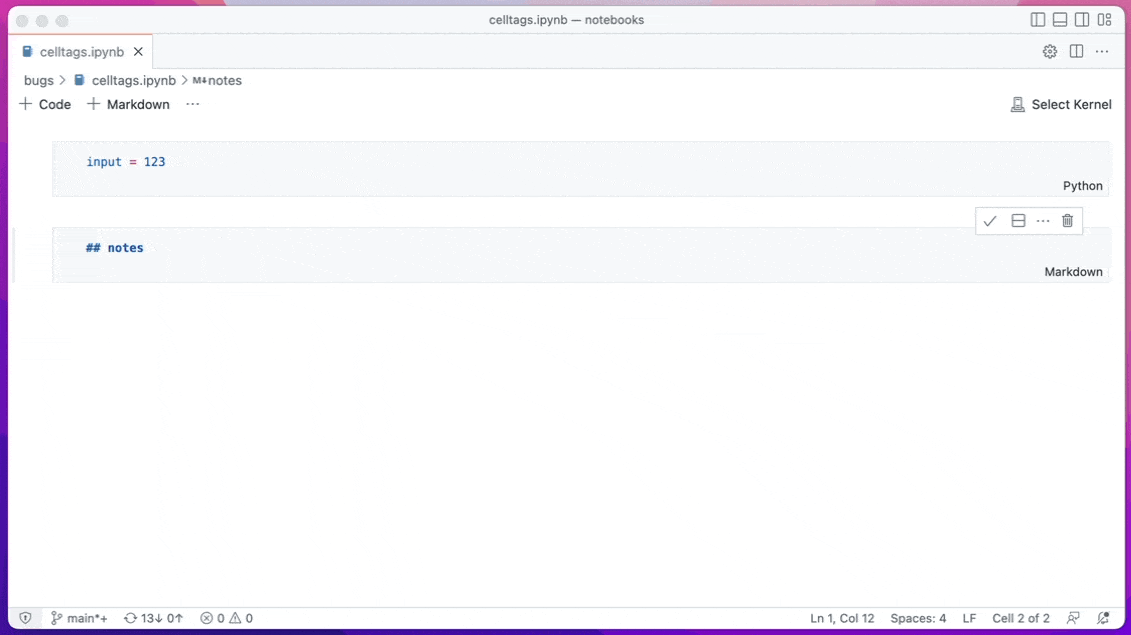 celltags.ipynb — notebooks
celltags.ipynb
bugs > celltags.ipynb > M↓notes
+ Code + Markdown ··· Select Kernel
input = 123
Python
## notes
Markdown
main*+ 13↓ 0↑ 0 0 Ln 1, Col 12 Spaces: 4 LF Cell 2 of 2